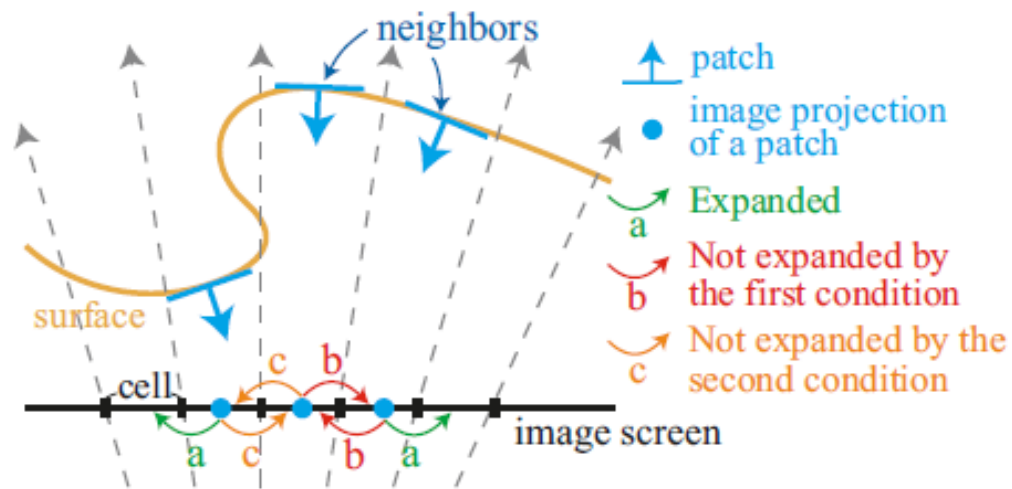 neighbors
patch
image projection
of a patch
a
Expanded
b
Not expanded by
the first condition
c
Not expanded by the
second condition
surface
cell
c
b
a
c
b
a
image screen